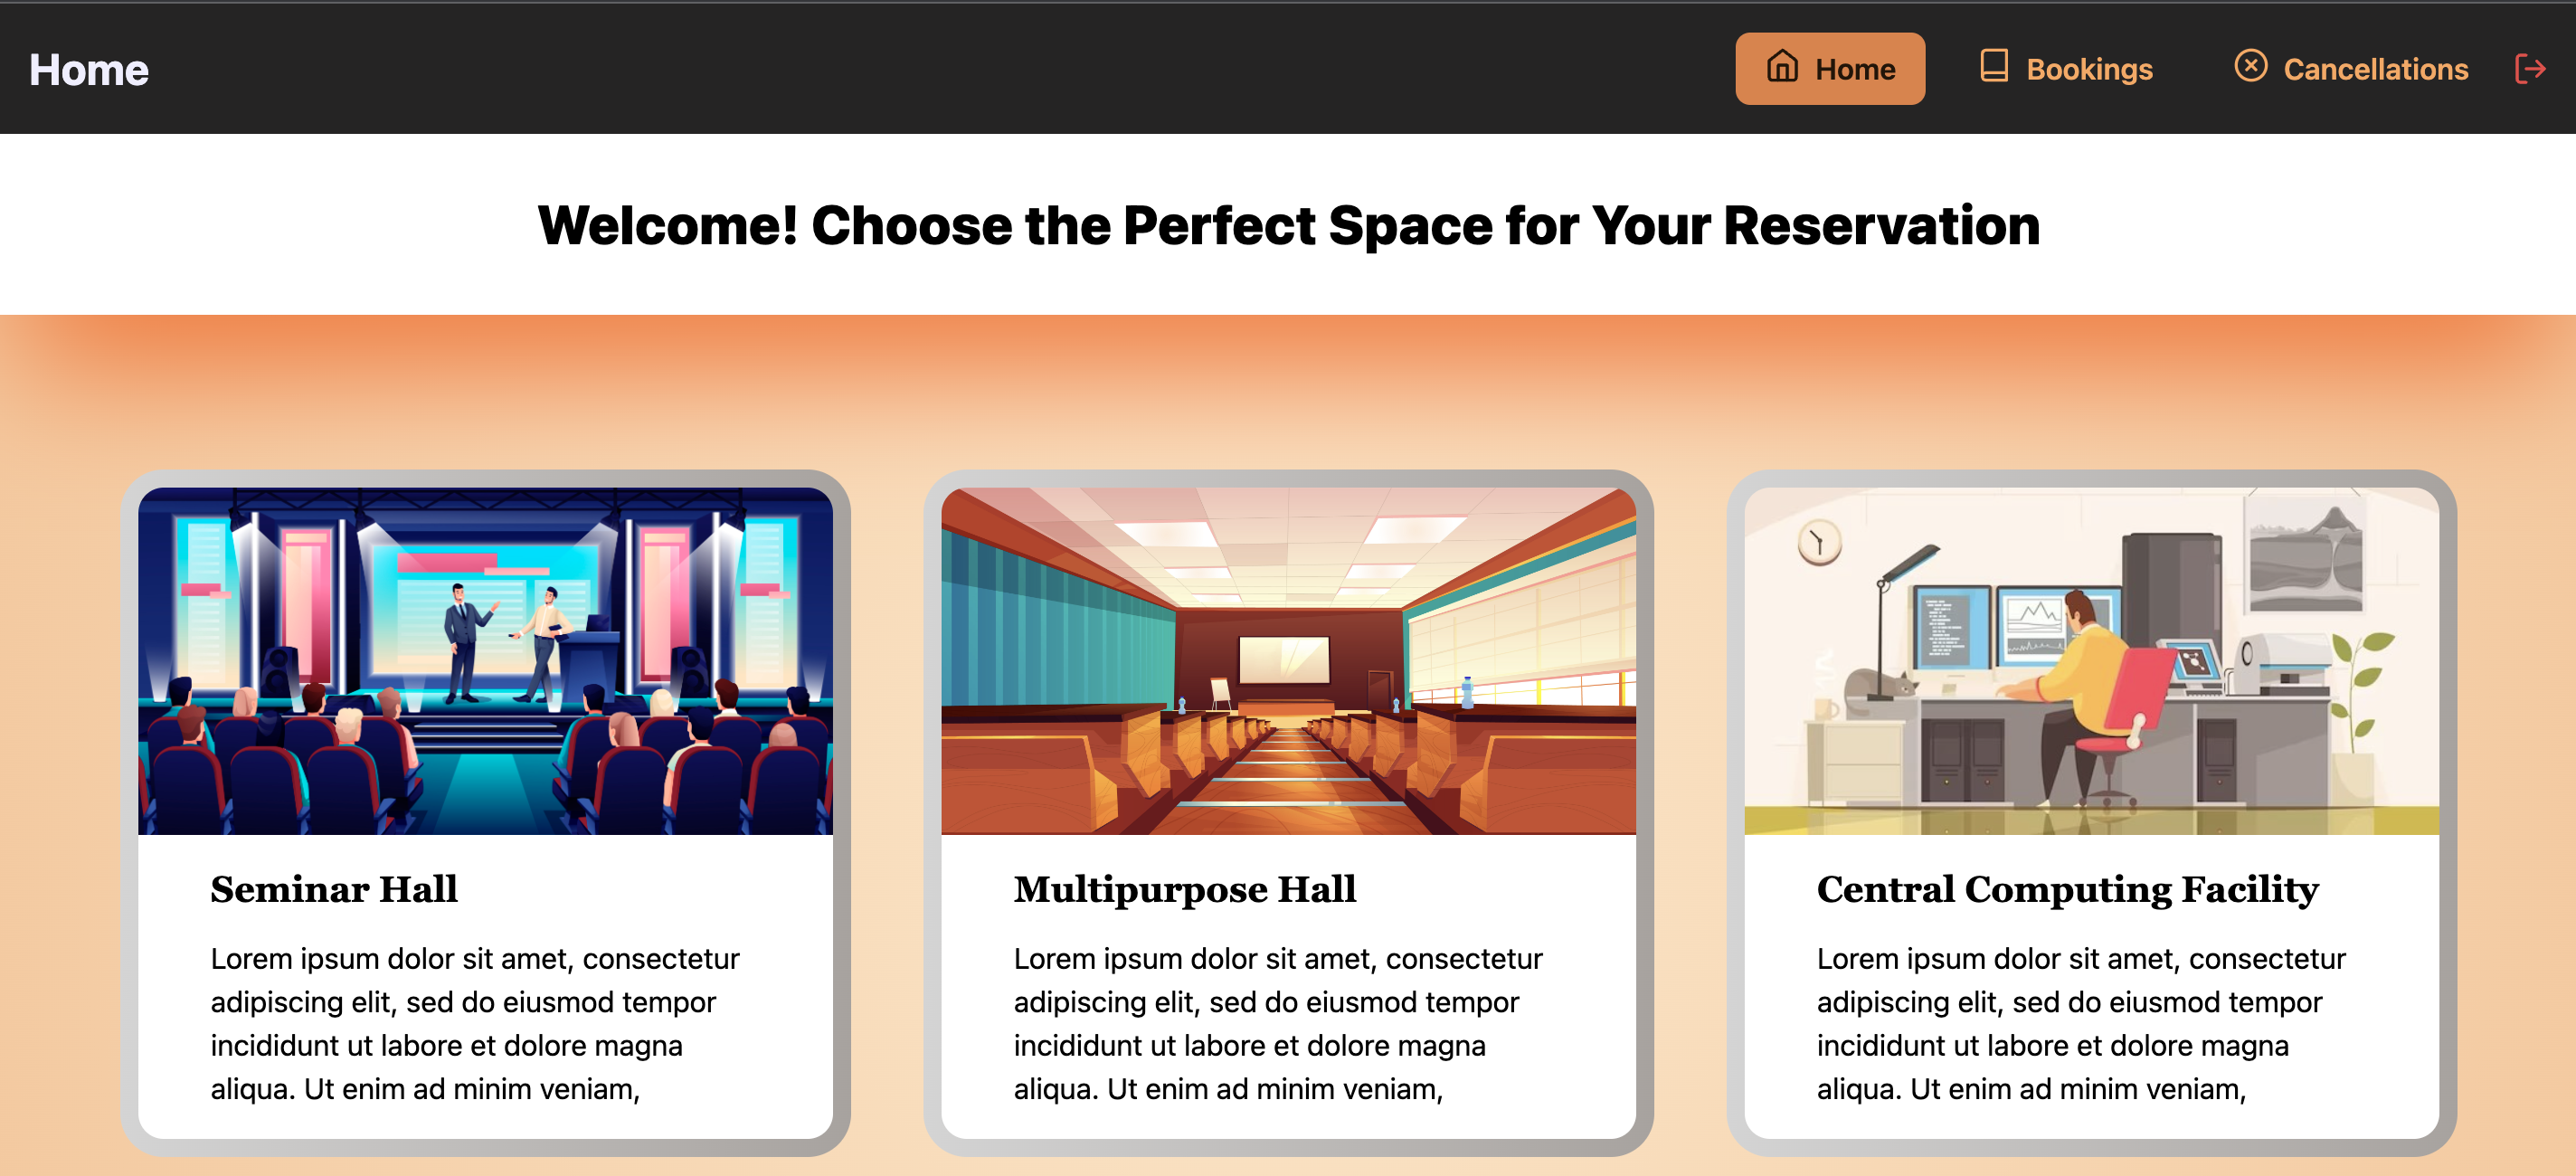 Home
Home
Bookings
Cancellations
Welcome! Choose the Perfect Space for Your Reservation
Seminar Hall
Lorem ipsum dolor sit amet, consectetur
adipiscing elit, sed do eiusmod tempor
incididunt ut labore et dolore magna
aliqua. Ut enim ad minim veniam,
Multipurpose Hall
Lorem ipsum dolor sit amet, consectetur
adipiscing elit, sed do eiusmod tempor
incididunt ut labore et dolore magna
aliqua. Ut enim ad minim veniam,
Central Computing Facility
Lorem ipsum dolor sit amet, consectetur
adipiscing elit, sed do eiusmod tempor
incididunt ut labore et dolore magna
aliqua. Ut enim ad minim veniam,